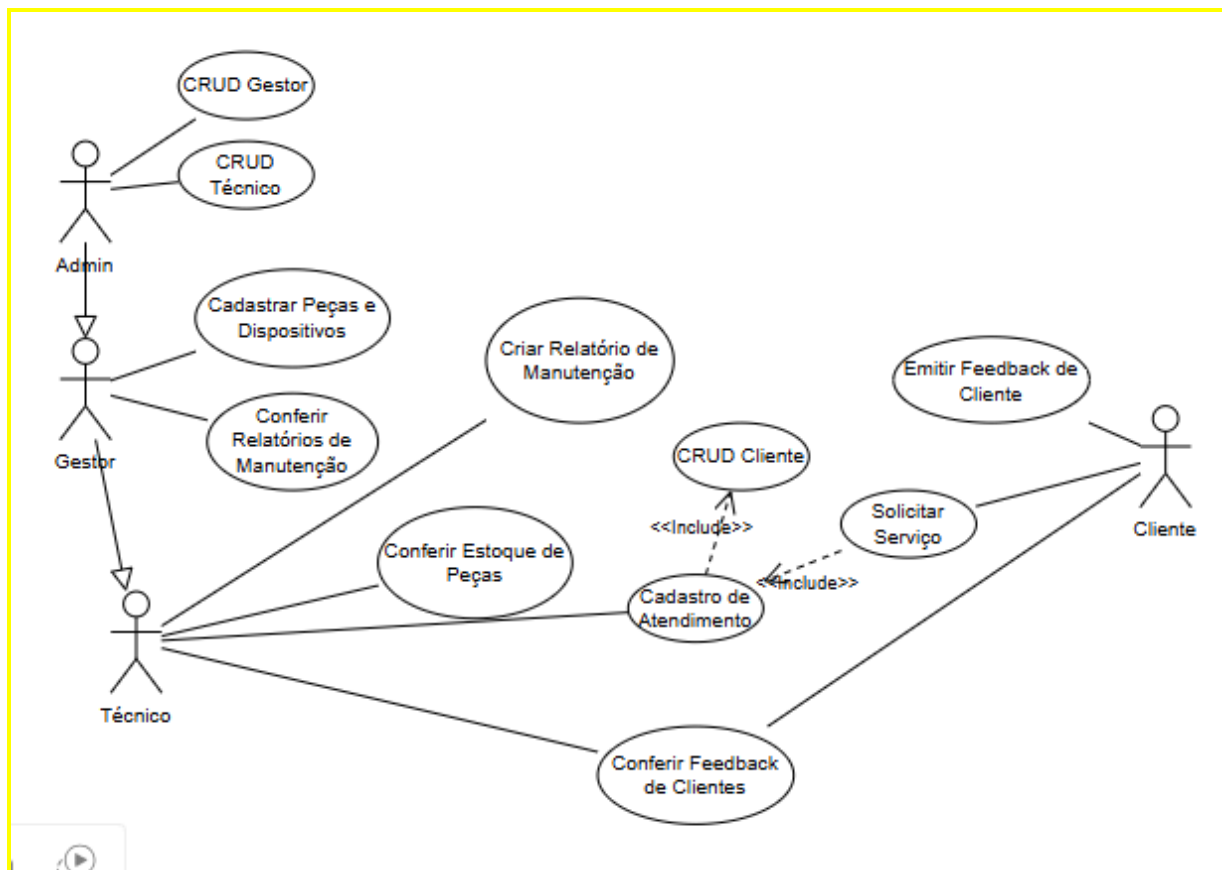 CRUD Gestor
CRUD
Técnico
Admin
Cadastrar Peças e
Dispositivos
Criar Relatório de
Manutenção
Emitir Feedback de
Cliente
Conferir
Relatórios de
Manutenção
Gestor
CRUD Cliente
<<Include>>
Solicitar
Serviço
Cliente
Conferir Estoque de
Peças
<<Include>>
Cadastro de
Atendimento
Técnico
Conferir Feedback
de Clientes